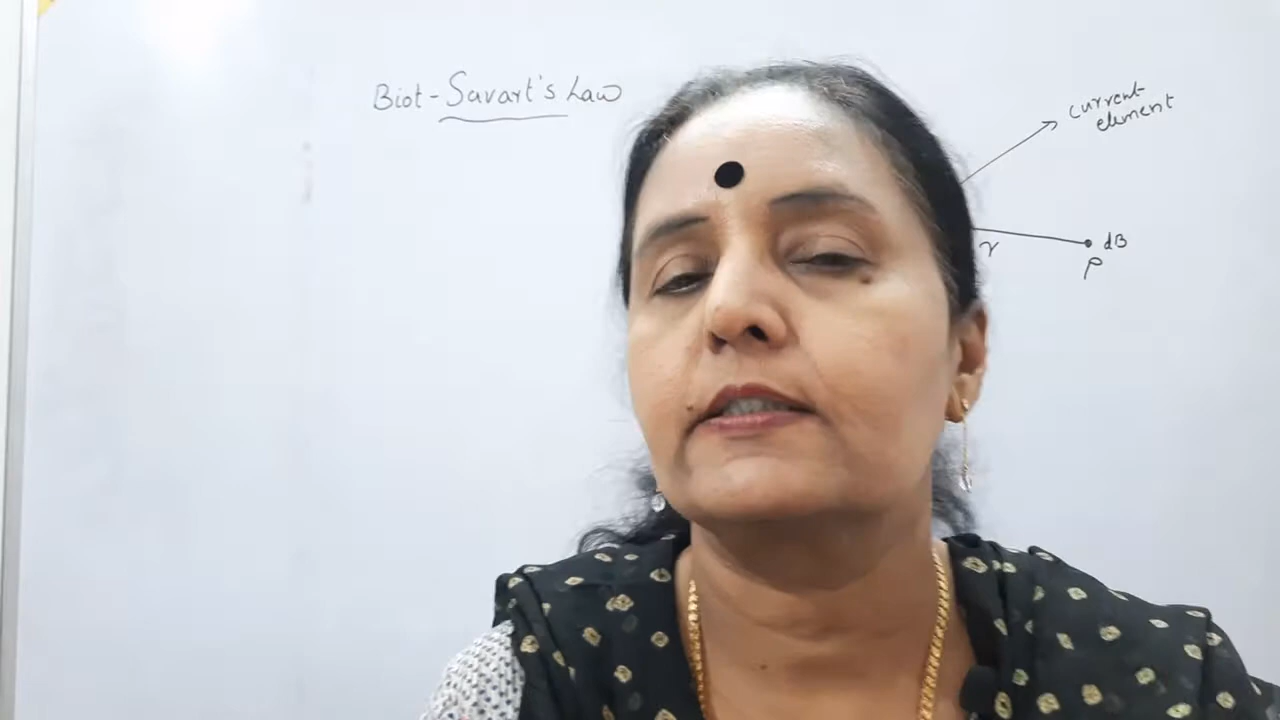 Biot-Savart's Law
current
element
r
dB
P